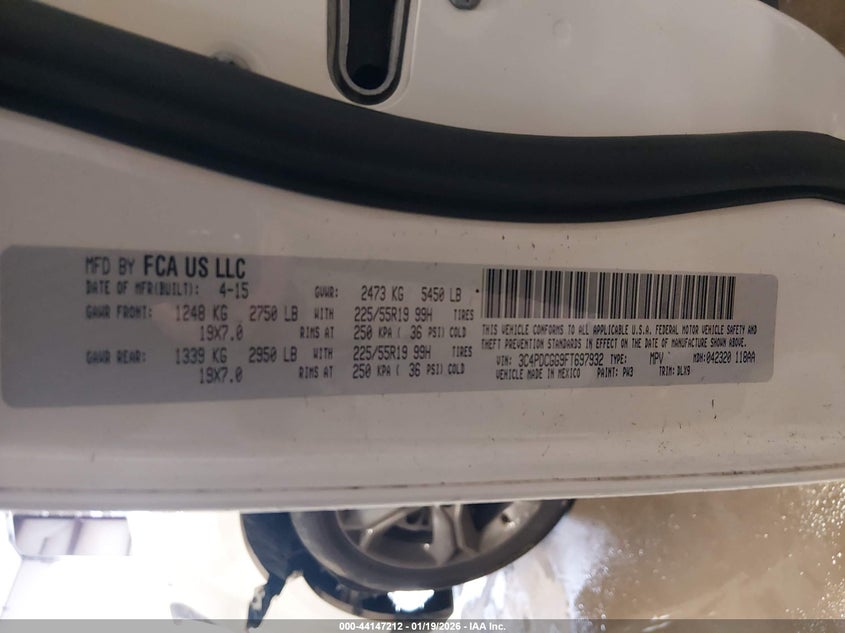 MFD BY FCA US LLC
DATE OF MFR(BUILT): 4-15 GVWR: 2473 KG 5450 LB
GAWR FRONT: 1248 KG 2750 LB WITH 225/55R19 99H TIRES
19X7.0 RIMS AT 250 KPA ( 36 PSI) COLD
GAWR REAR: 1339 KG 2950 LB WITH 225/55R19 99H TIRES
19X7.0 RIMS AT 250 KPA ( 36 PSI) COLD
THIS VEHICLE CONFORMS TO ALL APPLICABLE U.S.A. FEDERAL MOTOR VEHICLE SAFETY AND
THEFT PREVENTION STANDARDS IN EFFECT ON THE DATE OF MANUFACTURE SHOWN ABOVE.
VIN: 3C4PDCGG9FT697932 TYPE: MPV MDH: 042320 118AA
VEHICLE MADE IN MEXICO PAINT: PW3 TRIM: DLX9
000-44147212 - 01/19/2026 - IAA Inc.